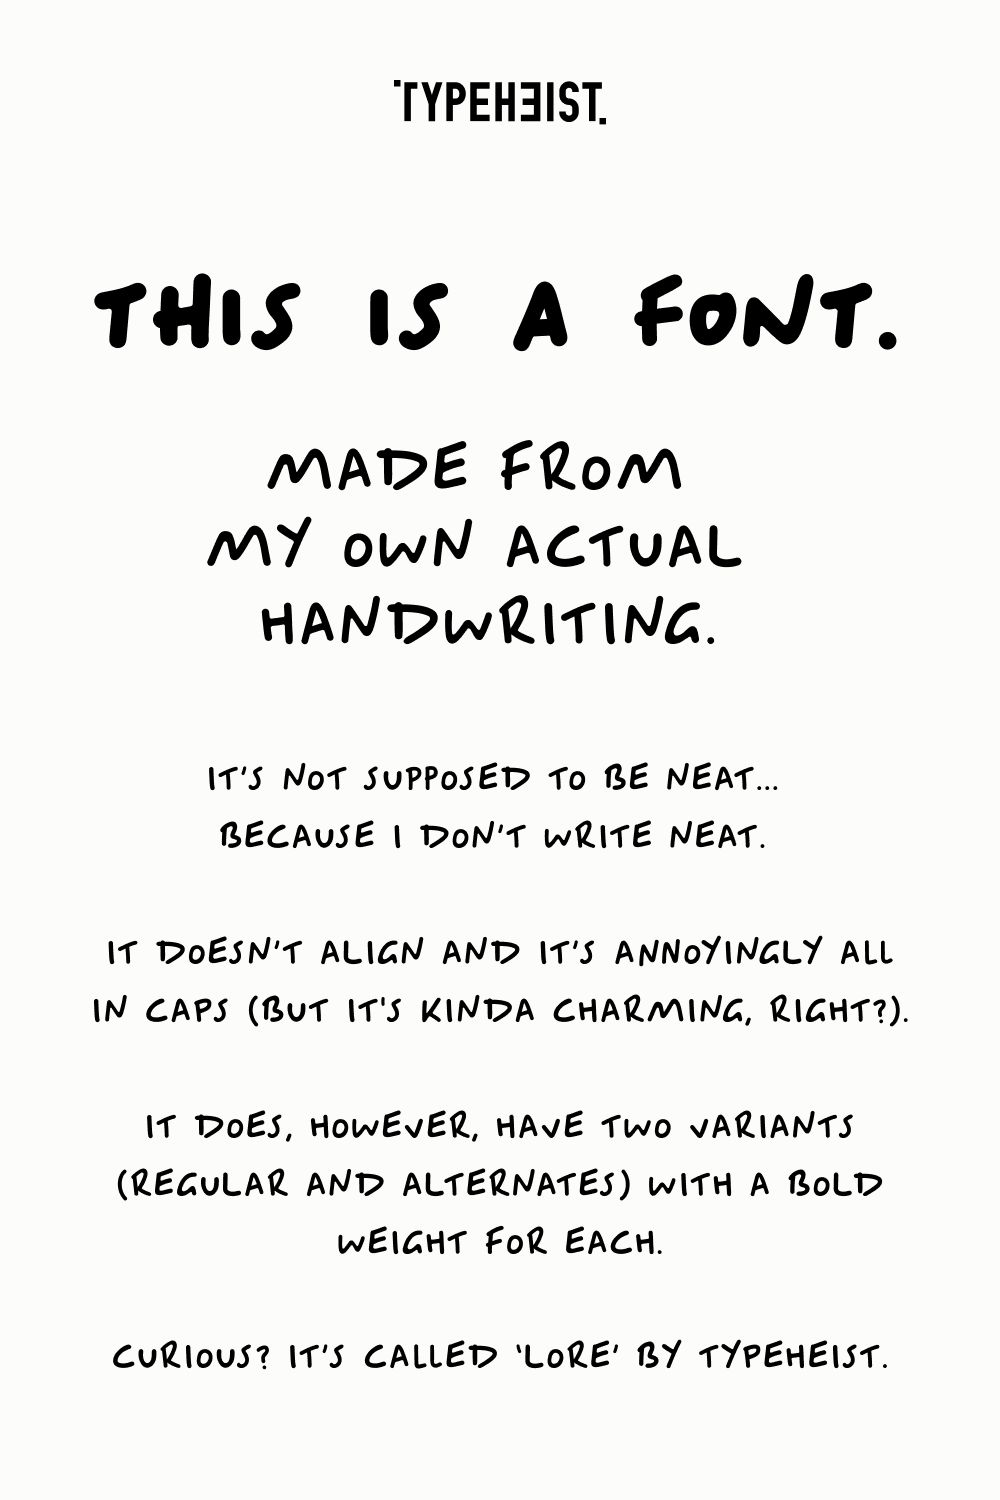 TYPEHEIST.
THIS IS A FONT.
MADE FROM
MY OWN ACTUAL
HANDWRITING.
IT'S NOT SUPPOSED TO BE NEAT...
BECAUSE I DON'T WRITE NEAT.
IT DOESN'T ALIGN AND IT'S ANNOYINGLY ALL
IN CAPS (BUT IT'S KINDA CHARMING, RIGHT?).
IT DOES, HOWEVER, HAVE TWO VARIANTS
(REGULAR AND ALTERNATES) WITH A BOLD
WEIGHT FOR EACH.
CURIOUS? IT'S CALLED 'LORE' BY TYPEHEIST.